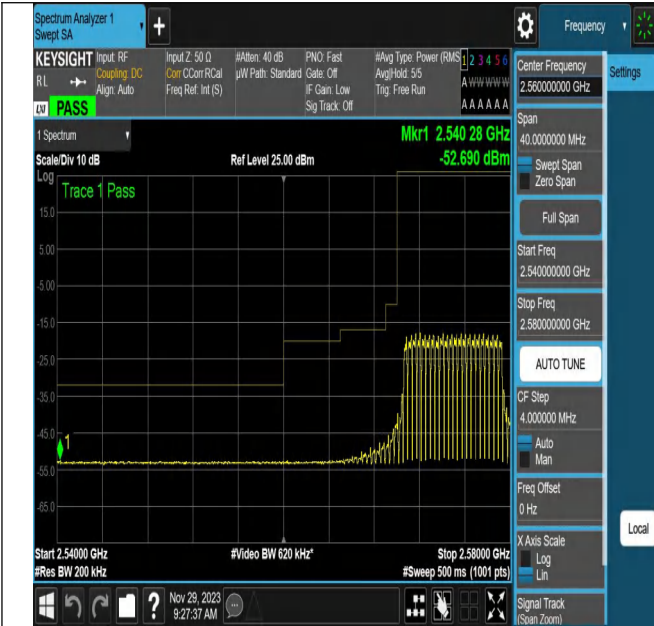 Spectrum Analyzer 1
Swept SA
+
Frequency
KEYSIGHT
RL
LXI
PASS
Input: RF
Coupling: DC
Align: Auto
Input Z: 50 Ω
Corr CCorr RCal
Freq Ref: Int (S)
#Atten: 40 dB
µW Path: Standard
PNO: Fast
Gate: Off
IF Gain: Low
Sig Track: Off
#Avg Type: Power (RMS
Avg|Hold: 5/5
Trig: Free Run
1 2 3 4 5 6
A W W W W W
A A A A A A
1 Spectrum
Scale/Div 10 dB
Ref Level 25.00 dBm
Mkr1 2.540 28 GHz
-52.690 dBm
Log
Trace 1 Pass
15.0
5.00
-5.00
-15.0
-25.0
-35.0
-45.0
-55.0
-65.0
1
Start 2.54000 GHz
#Video BW 620 kHz*
Stop 2.58000 GHz
#Res BW 200 kHz
#Sweep 500 ms (1001 pts)
Center Frequency
2.560000000 GHz
Span
40.0000000 MHz
Swept Span
Zero Span
Full Span
Start Freq
2.540000000 GHz
Stop Freq
2.580000000 GHz
AUTO TUNE
CF Step
4.000000 MHz
Auto
Man
Freq Offset
0 Hz
X Axis Scale
Log
Lin
Signal Track
(Span Zoom)
Settings
Local
?
Nov 29, 2023
9:27:37 AM